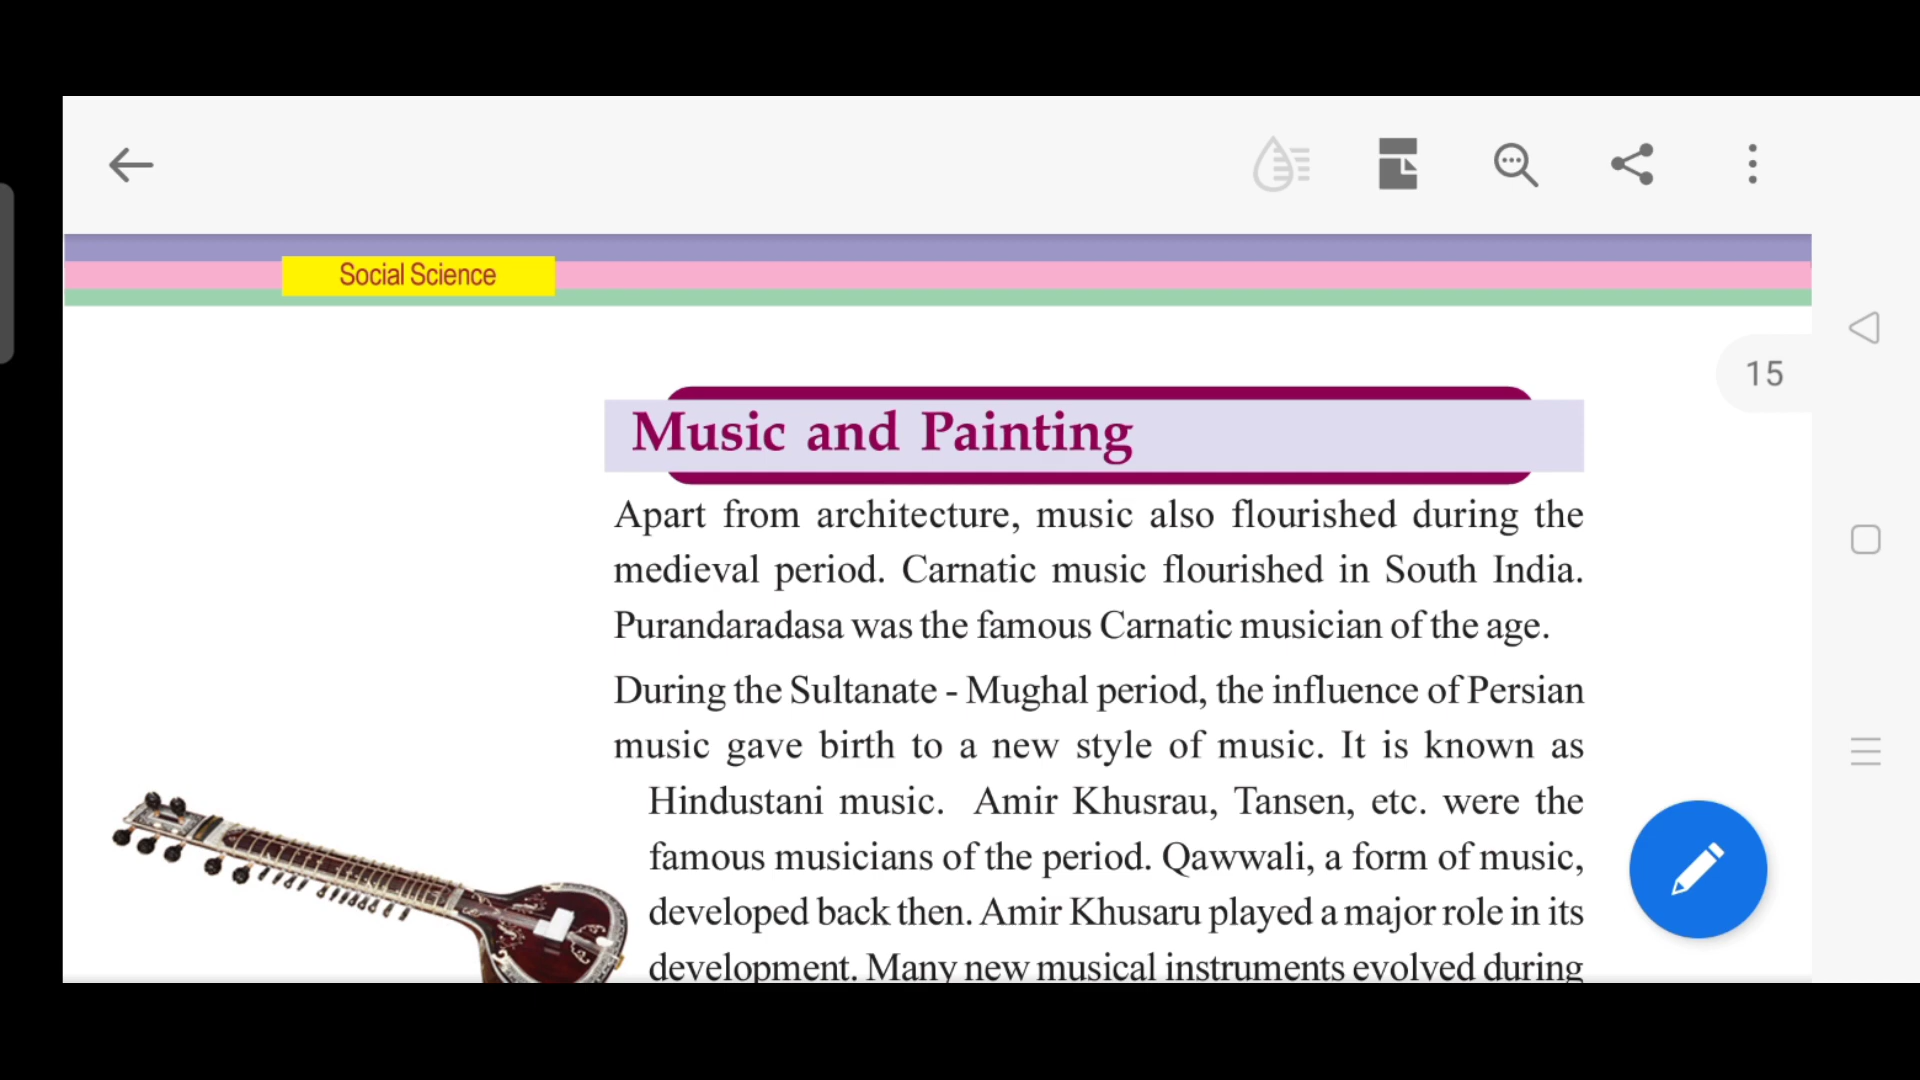 Social Science
15
Music and Painting
Apart from architecture, music also flourished during the
medieval period. Carnatic music flourished in South India.
Purandaradasa was the famous Carnatic musician of the age.
During the Sultanate - Mughal period, the influence of Persian
music gave birth to a new style of music. It is known as
Hindustani music. Amir Khusrau, Tansen, etc. were the
famous musicians of the period. Qawwali, a form of music,
developed back then. Amir Khusaru played a major role in its
development. Many new musical instruments evolved during